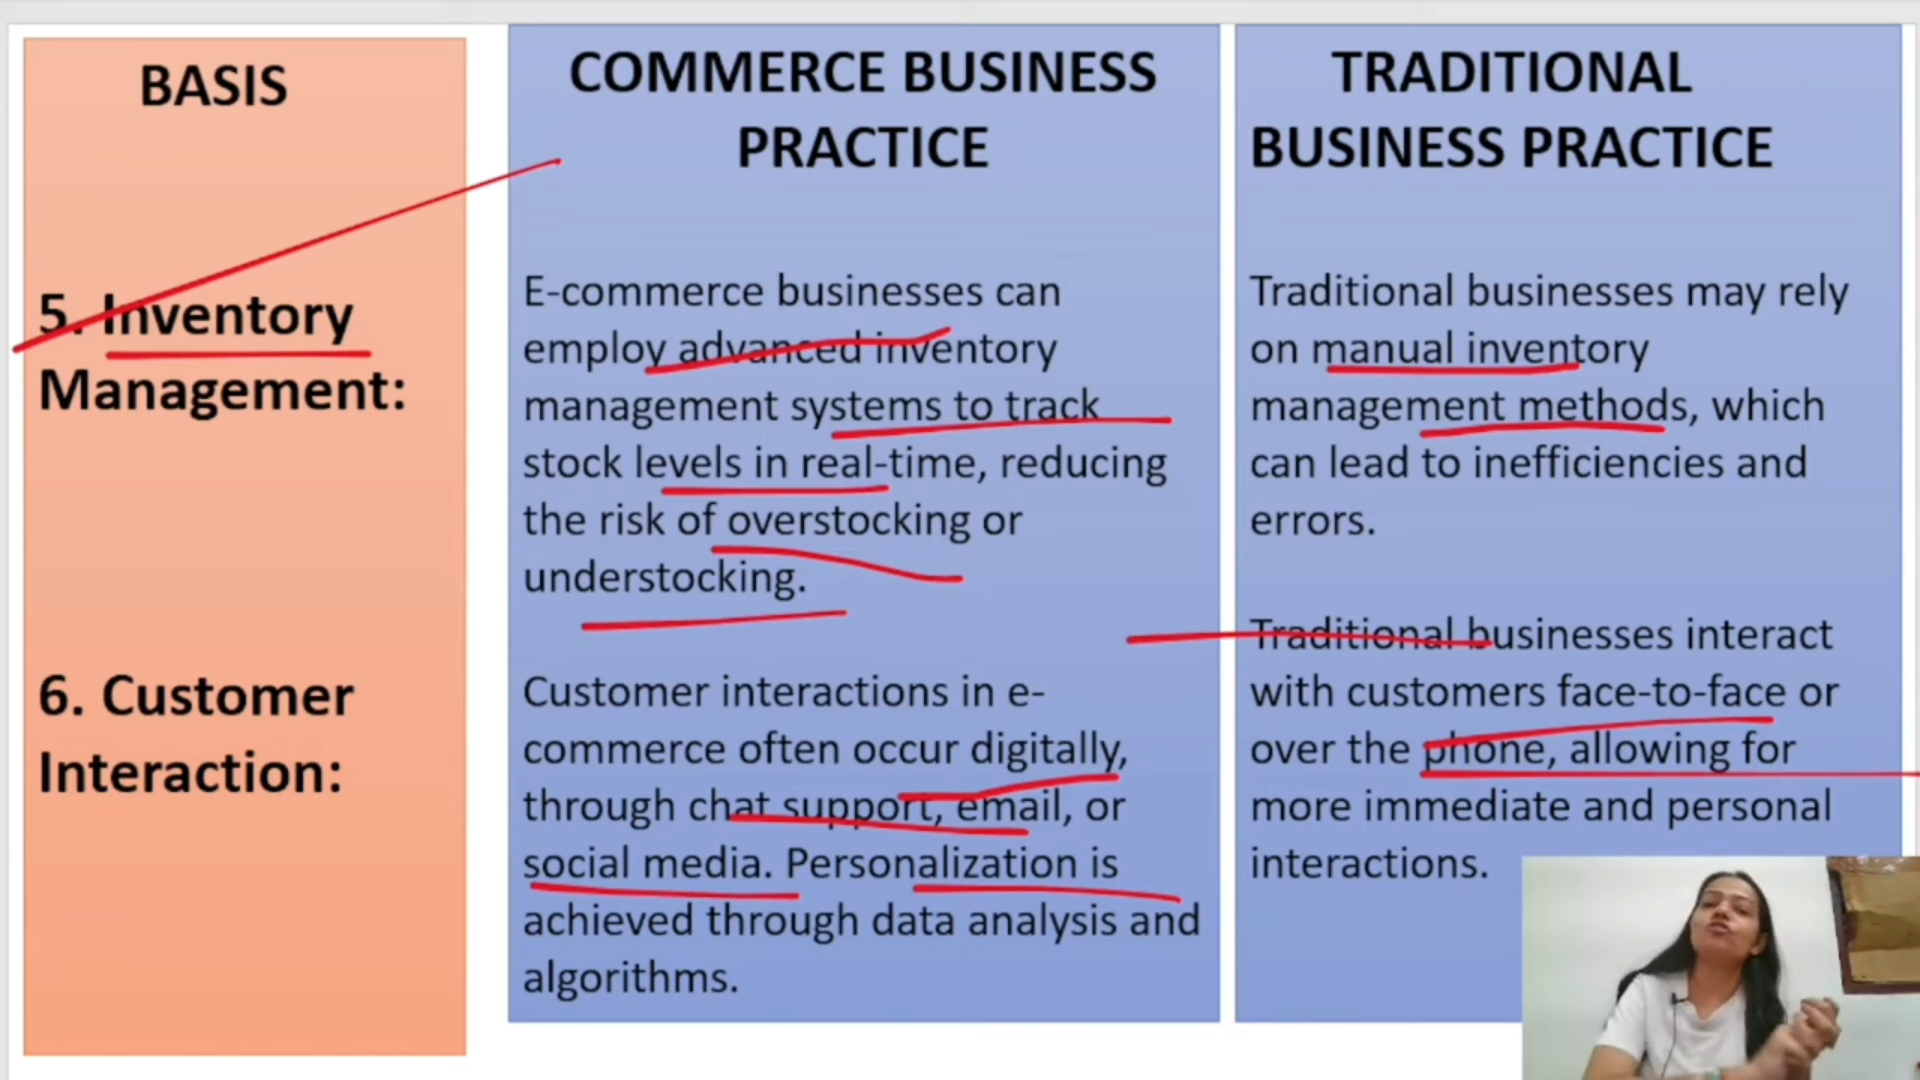 BASIS
5. Inventory
Management:
6. Customer
Interaction:
COMMERCE BUSINESS
PRACTICE
E-commerce businesses can
employ advanced inventory
management systems to track
stock levels in real-time, reducing
the risk of overstocking or
understocking.
Customer interactions in e-
commerce often occur digitally,
through chat support, email, or
social media. Personalization is
achieved through data analysis and
algorithms.
TRADITIONAL
BUSINESS PRACTICE
Traditional businesses may rely
on manual inventory
management methods, which
can lead to inefficiencies and
errors.
Traditional businesses interact
with customers face-to-face or
over the phone, allowing for
more immediate and personal
interactions.